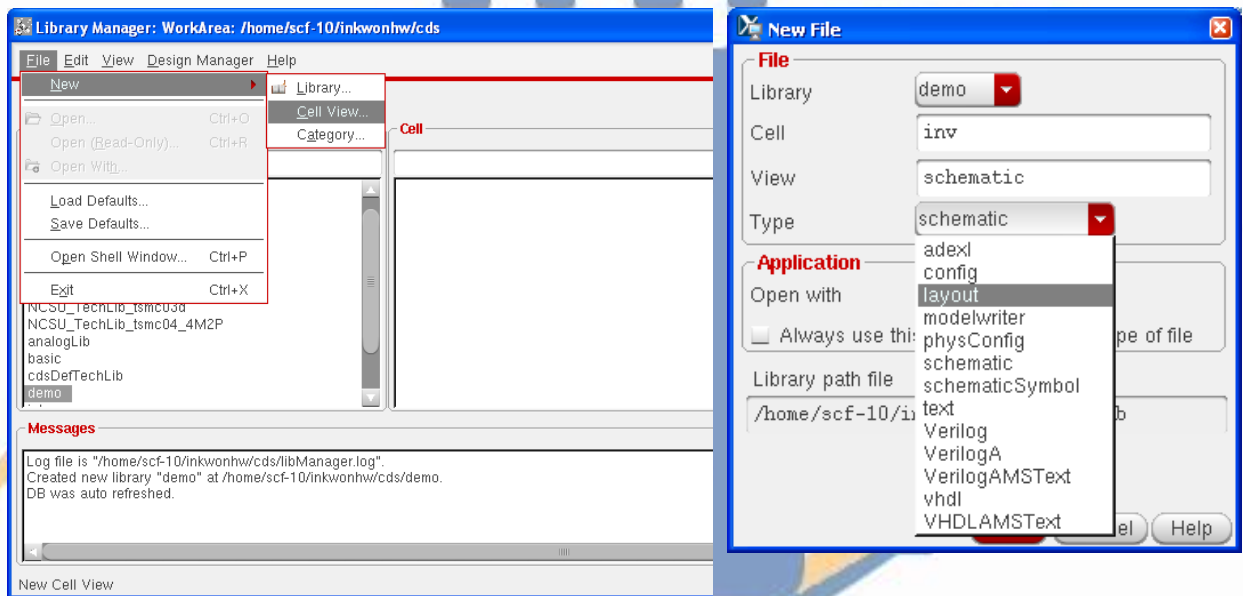 Library Manager: WorkArea: /home/scf-10/inkwonhw/cds
File Edit View Design Manager Help
New
Library...
Open... Ctrl+O
Cell View...
Open (Read-Only)... Ctrl+R
Category...
Open With...
Cell
Load Defaults...
Save Defaults...
Open Shell Window... Ctrl+P
Exit Ctrl+X
NCSU_TechLib_tsmc03d
NCSU_TechLib_tsmc04_4M2P
analogLib
basic
cdsDefTechLib
demo
Messages
Log file is "/home/scf-10/inkwonhw/cds/libManager.log".
Created new library "demo" at /home/scf-10/inkwonhw/cds/demo.
DB was auto refreshed.
New Cell View
New File
File
Library demo
Cell inv
View schematic
Type schematic
adexl
Application
config
Open with
layout
modelwriter
Always use this pe of file
physConfig
schematic
Library path file
schematicSymbol
/home/scf-10/in b
text
Verilog
VerilogA
VerilogAMSText
vhdl
VHDLAMSText
el Help